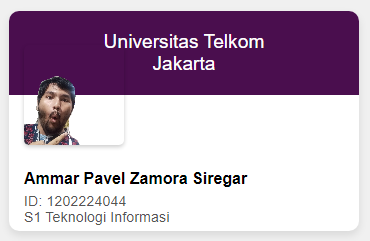 Universitas Telkom
Jakarta
Ammar Pavel Zamora Siregar
ID: 1202224044
S1 Teknologi Informasi